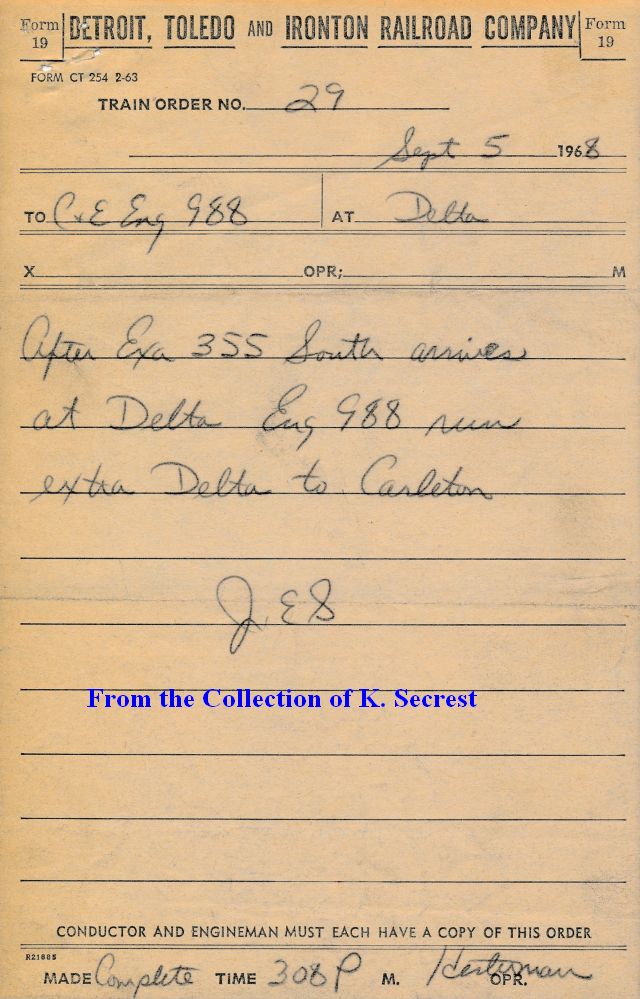 Form 19 DETROIT, TOLEDO AND IRONTON RAILROAD COMPANY Form 19
FORM CT 254 2-63
TRAIN ORDER NO. 29
Sept 5 1968
TO C&E Eng 988 AT Delta
X OPR; M
After Exa 355 South arrives
at Delta Eng 988 run
extra Delta to Carleton
J.E.S
From the Collection of K. Secrest
CONDUCTOR AND ENGINEMAN MUST EACH HAVE A COPY OF THIS ORDER
R21885
MADE Complete TIME 308 P M. Hesterman OPR.